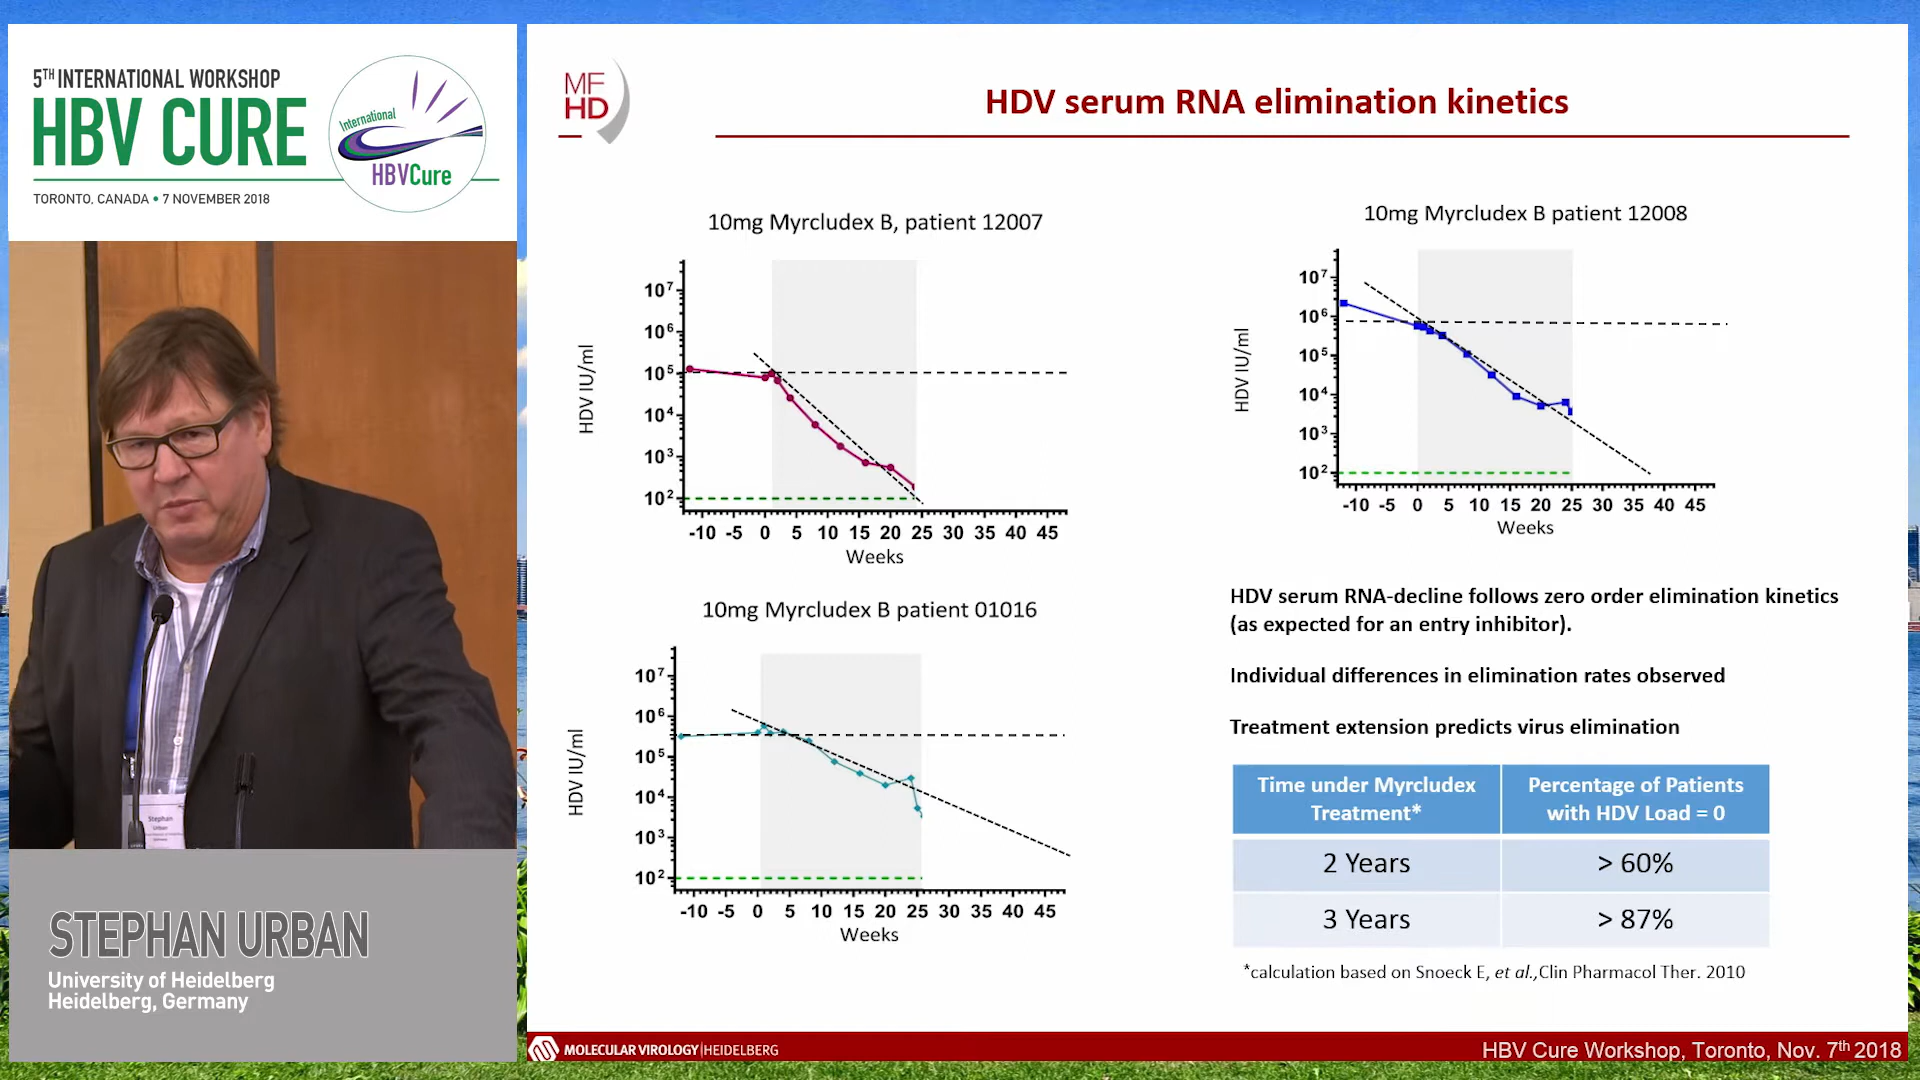 5TH INTERNATIONAL WORKSHOP
HBV CURE
TORONTO, CANADA • 7 NOVEMBER 2018
International
HBVCure
Stephan
Urban
STEPHAN URBAN
University of Heidelberg
Heidelberg, Germany
MF
HD
HDV serum RNA elimination kinetics
10mg Myrcludex B, patient 12007
HDV IU/ml
10⁷
10⁶
10⁵
10⁴
10³
10²
-10 -5 0 5 10 15 20 25 30 35 40 45
Weeks
10mg Myrcludex B patient 12008
HDV IU/ml
10⁷
10⁶
10⁵
10⁴
10³
10²
-10 -5 0 5 10 15 20 25 30 35 40 45
Weeks
10mg Myrcludex B patient 01016
HDV IU/ml
10⁷
10⁶
10⁵
10⁴
10³
10²
-10 -5 0 5 10 15 20 25 30 35 40 45
Weeks
HDV serum RNA-decline follows zero order elimination kinetics
(as expected for an entry inhibitor).
Individual differences in elimination rates observed
Treatment extension predicts virus elimination
Time under Myrcludex Treatment* Percentage of Patients with HDV Load = 0
2 Years > 60%
3 Years > 87%
*calculation based on Snoeck E, et al.,Clin Pharmacol Ther. 2010
MOLECULAR VIROLOGY|HEIDELBERG
HBV Cure Workshop, Toronto, Nov. 7th 2018